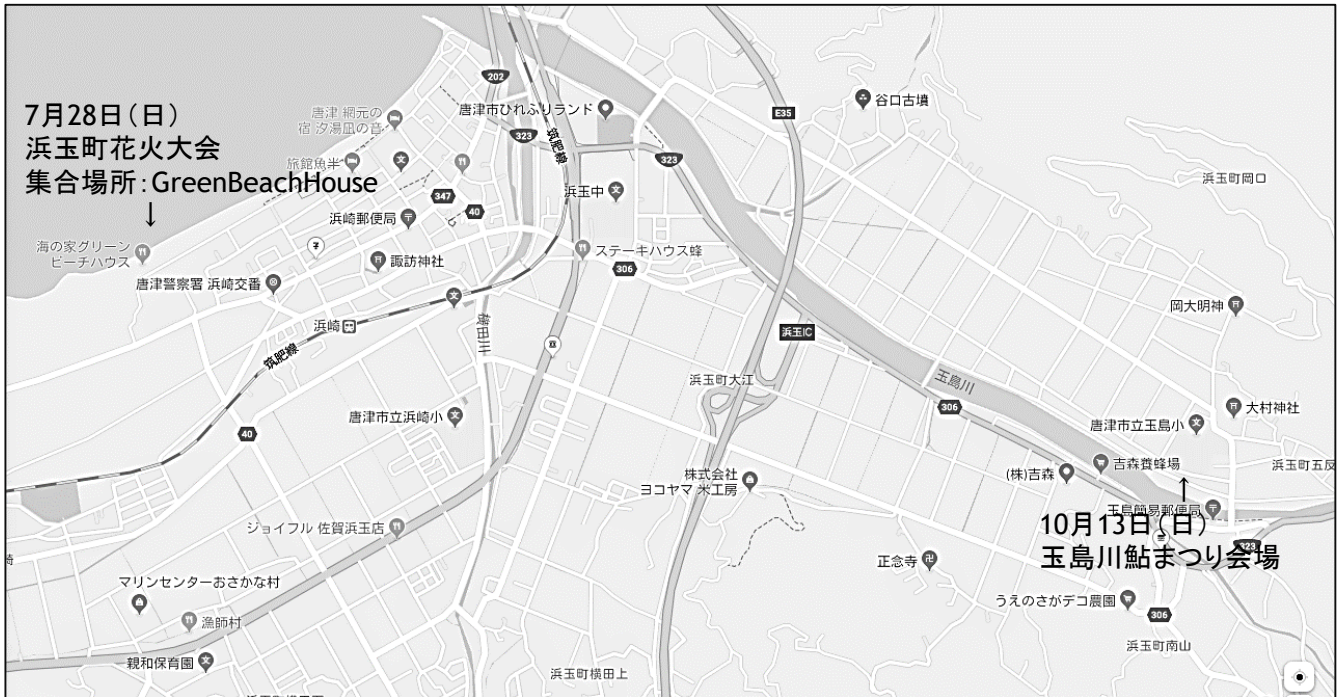 7月28日(日)
浜玉町花火大会
集合場所:GreenBeachHouse
↓
海の家グリーン
ビーチハウス
唐津 網元の
宿 汐湯凪の音
旅館魚半
202
唐津市ひれふりランド
323
筑肥線
323
E35
谷口古墳
浜玉町岡口
浜玉中
347
40
浜崎郵便局
諏訪神社
ステーキハウス蜂
306
唐津警察署 浜崎交番
浜崎
筑肥線
横田川
浜玉IC
岡大明神
浜玉町大江
玉島川
306
大村神社
唐津市立玉島小
唐津市立浜崎小
40
吉森養蜂場
浜玉町五反
(株)吉森
株式会社
ヨコヤマ 米工房
↑
玉島簡易郵便局
10月13日(日)
玉島川鮎まつり会場
323
ジョイフル 佐賀浜玉店
正念寺
マリンセンターおさかな村
漁師村
うえのさがデコ農園
306
浜玉町南山
親和保育園
浜玉町横田上